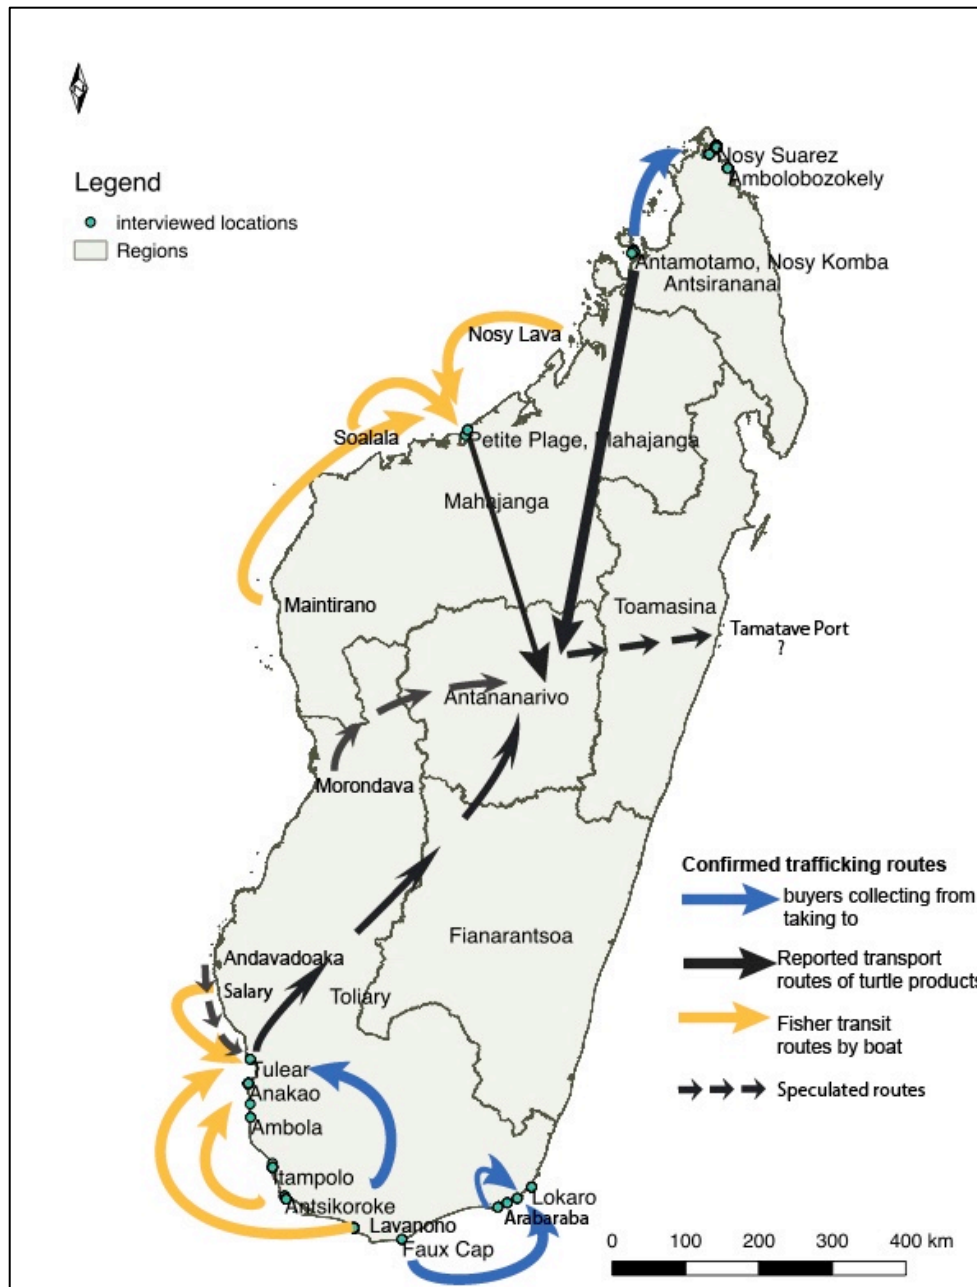 Nosy Suarez
Ambolobozokely
Legend
interviewed locations
Regions
Antamotamo, Nosy Komba
Antsiranana
Nosy Lava
Soalala
Petite Plage, Mahajanga
Mahajanga
Maintirano
Toamasina
Tamatave Port
?
Antananarivo
Morondava
Confirmed trafficking routes
buyers collecting from
taking to
Fianarantsoa
Reported transport
routes of turtle products
Andavadoaka
Salary
Toliary
Fisher transit
routes by boat
Tulear
Speculated routes
Anakao
Ambola
Itampolo
Antsikoroke
Lokaro
Arabaraba
Lavanono
Faux Cap
0 100 200 300 400 km